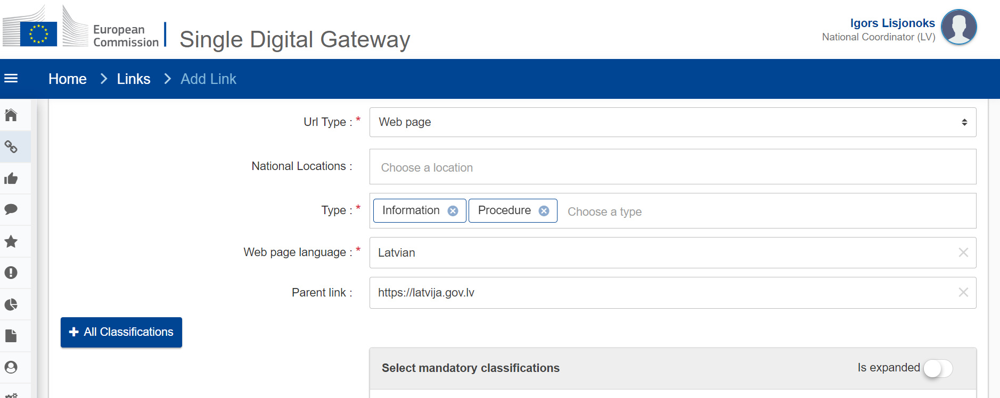 European
Commission
Single Digital Gateway
Igors Lisjonoks
National Coordinator (LV)
Home > Links > Add Link
Url Type : * Web page
National Locations : Choose a location
Type : * Information Procedure Choose a type
Web page language : * Latvian
Parent link : https://latvija.gov.lv
+ All Classifications
Select mandatory classifications Is expanded